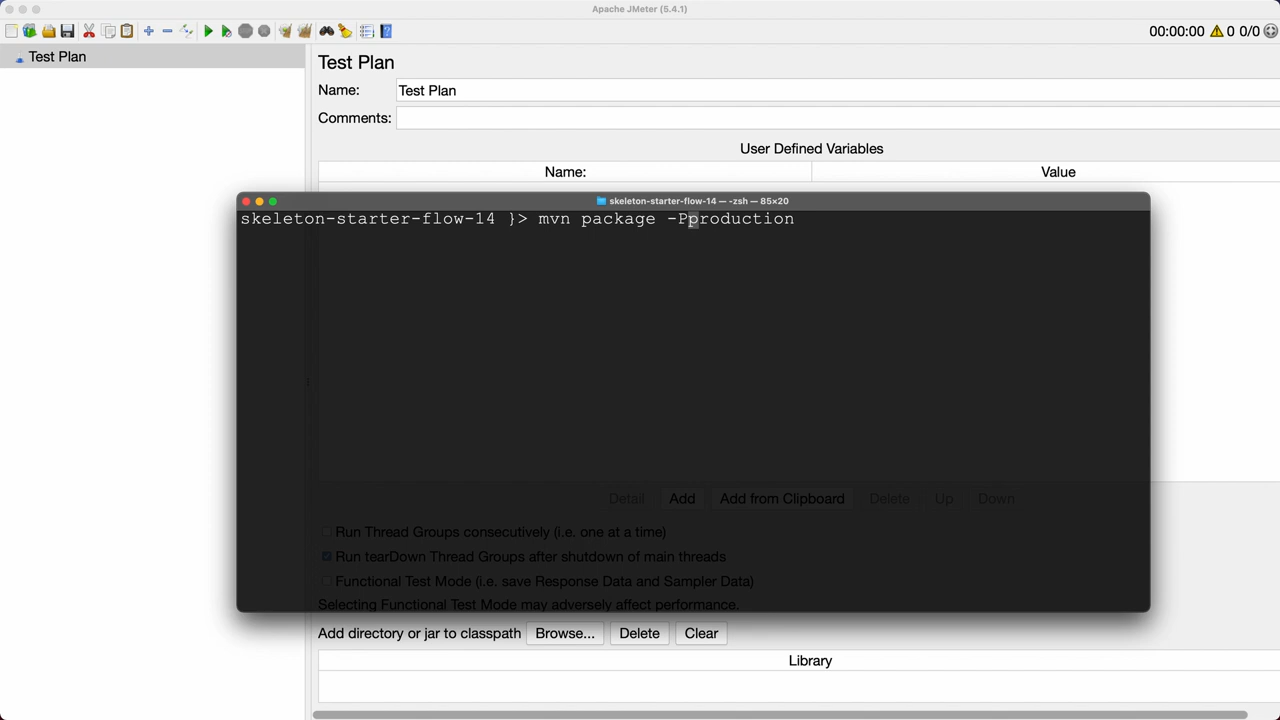 Apache JMeter (5.4.1)
00:00:00 0 0/0
Test Plan
Test Plan
Name: Test Plan
Comments:
User Defined Variables
Name: Value
skeleton-starter-flow-14 — -zsh — 85×20
skeleton-starter-flow-14 }> mvn package -Pproduction
Detail Add Add from Clipboard Delete Up Down
Run Thread Groups consecutively (i.e. one at a time)
Run tearDown Thread Groups after shutdown of main threads
Functional Test Mode (i.e. save Response Data and Sampler Data)
Selecting Functional Test Mode may adversely affect performance.
Add directory or jar to classpath Browse... Delete Clear
Library